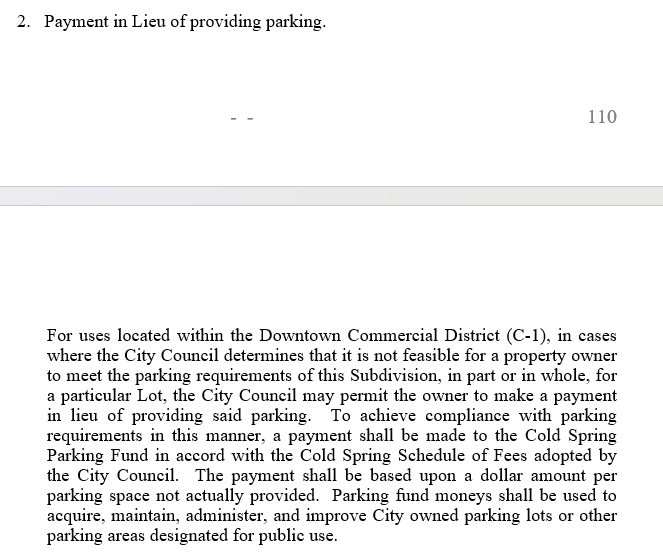 2. Payment in Lieu of providing parking.
- -
110
For uses located within the Downtown Commercial District (C-1), in cases
where the City Council determines that it is not feasible for a property owner
to meet the parking requirements of this Subdivision, in part or in whole, for
a particular Lot, the City Council may permit the owner to make a payment
in lieu of providing said parking. To achieve compliance with parking
requirements in this manner, a payment shall be made to the Cold Spring
Parking Fund in accord with the Cold Spring Schedule of Fees adopted by
the City Council. The payment shall be based upon a dollar amount per
parking space not actually provided. Parking fund moneys shall be used to
acquire, maintain, administer, and improve City owned parking lots or other
parking areas designated for public use.